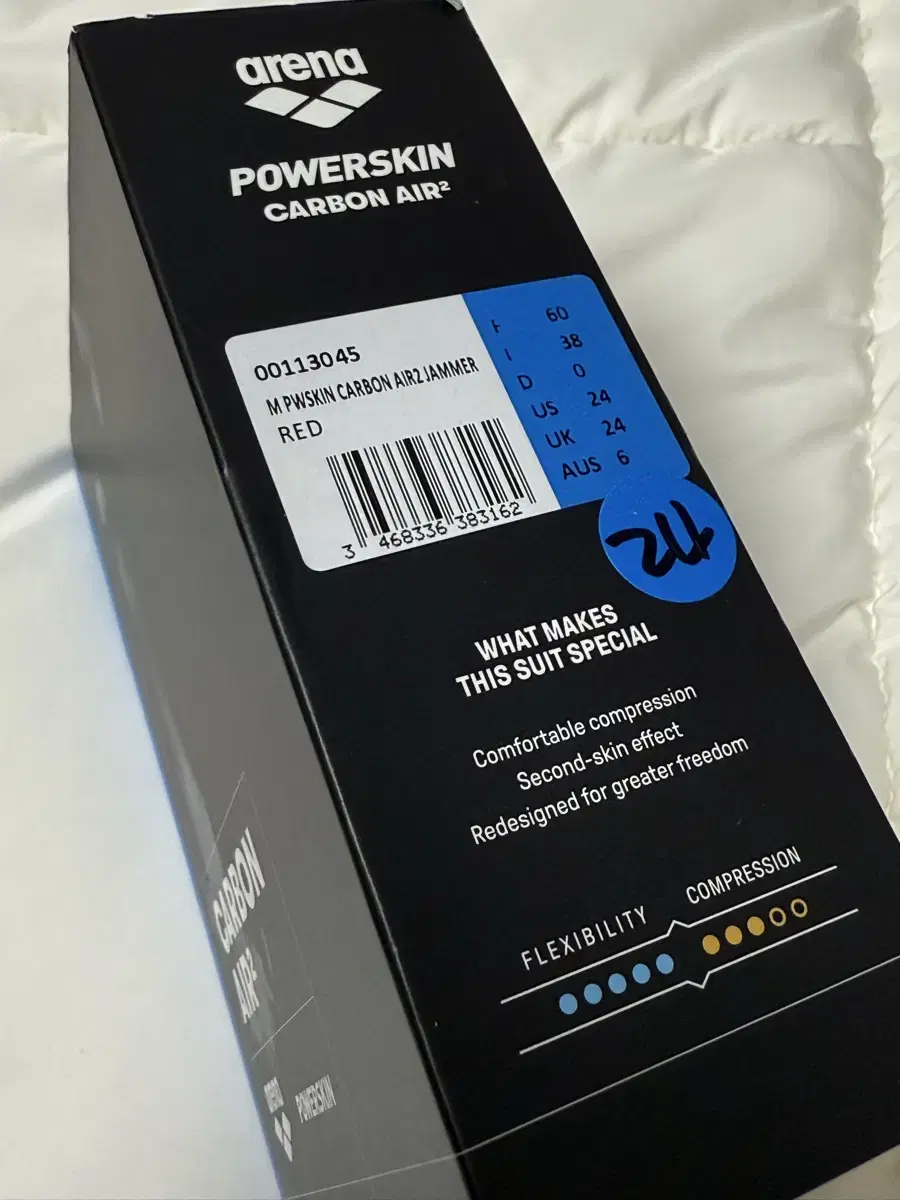 arena
POWERSKIN
CARBON AIR²
00113045
M PWSKIN CARBON AIR2 JAMMER
RED
3 468336 383162
F 60
I 38
D 0
US 24
UK 24
AUS 6
24
WHAT MAKES
THIS SUIT SPECIAL
Comfortable compression
Second-skin effect
Redesigned for greater freedom
FLEXIBILITY
COMPRESSION
CARBON
AIR²
arena
POWERSKIN